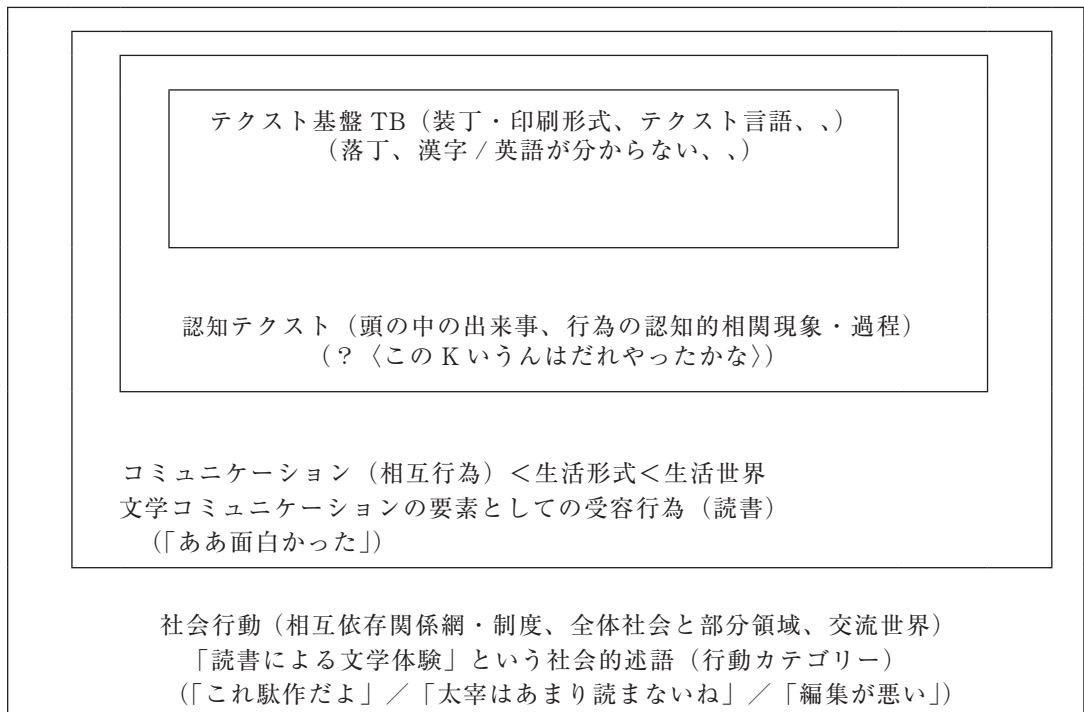 テクスト基盤 TB（装丁・印刷形式、テクスト言語、、）
（落丁、漢字 / 英語が分からない、、）
認知テクスト（頭の中の出来事、行為の認知的相関現象・過程）
（？〈この K いうんはだれやったかな〉）
コミュニケーション（相互行為）＜生活形式＜生活世界
文学コミュニケーションの要素としての受容行為（読書）
（「ああ面白かった」）
社会行動（相互依存関係網・制度、全体社会と部分領域、交流世界）
「読書による文学体験」という社会的述語（行動カテゴリー）
（「これ駄作だよ」／「太宰はあまり読まないね」／「編集が悪い」）